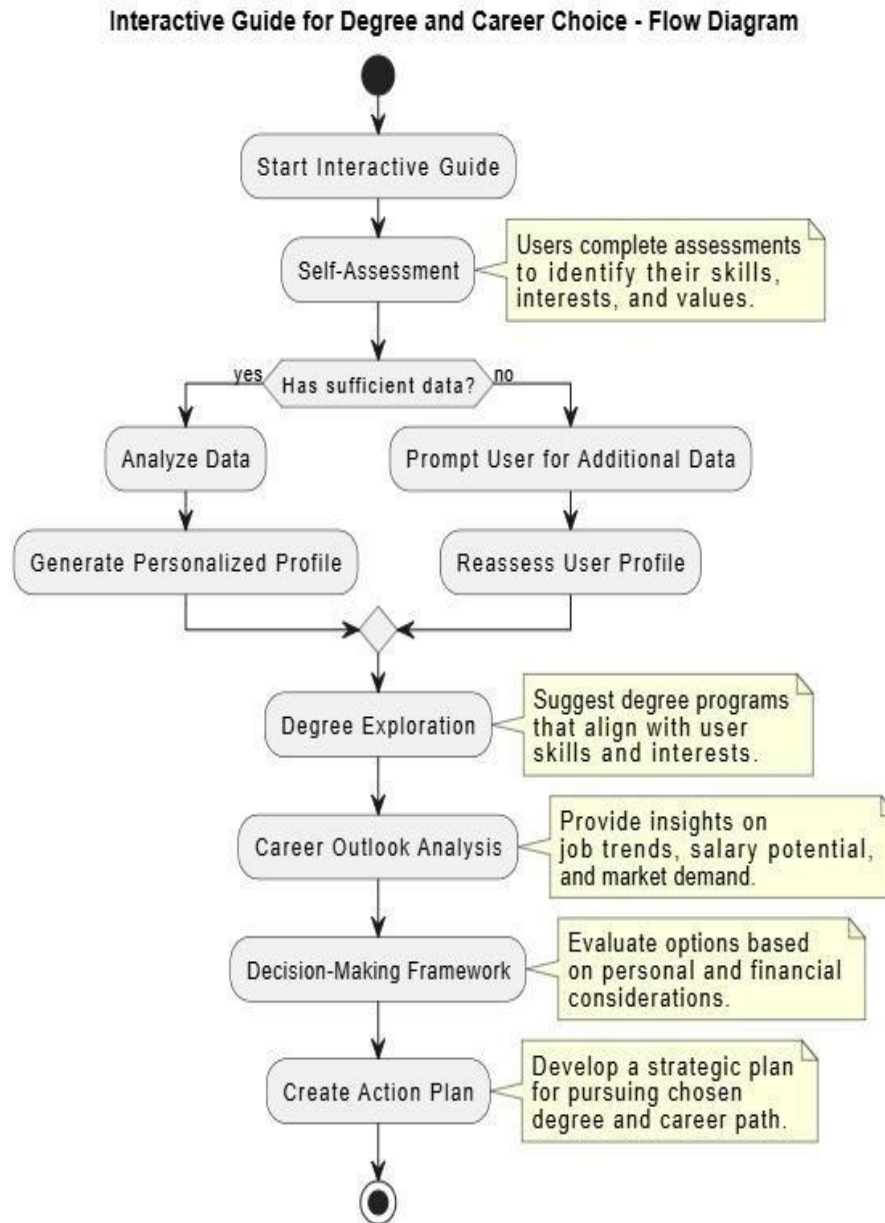 Interactive Guide for Degree and Career Choice - Flow Diagram
Start Interactive Guide
Self-Assessment
Users complete assessments
to identify their skills,
interests, and values.
Has sufficient data?
yes
no
Analyze Data
Prompt User for Additional Data
Generate Personalized Profile
Reassess User Profile
Degree Exploration
Suggest degree programs
that align with user
skills and interests.
Career Outlook Analysis
Provide insights on
job trends, salary potential,
and market demand.
Decision-Making Framework
Evaluate options based
on personal and financial
considerations.
Create Action Plan
Develop a strategic plan
for pursuing chosen
degree and career path.